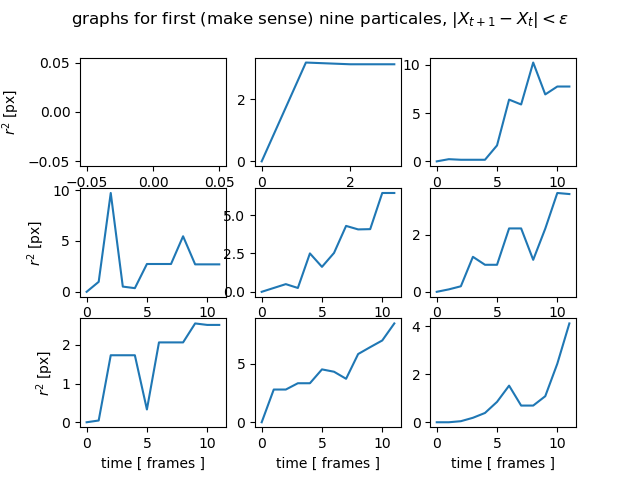 graphs for first (make sense) nine particales, |X_{t+1} − X_t| < ε
0.05
0.00
−0.05
r² [px]
−0.05 0.00 0.05
2
0
0 2
10
5
0
0 5 10
10
5
0
r² [px]
0 5 10
5.0
2.5
0.0
0 5 10
2
0
0 5 10
2
1
0
r² [px]
0 5 10
time [ frames ]
5
0
0 5 10
time [ frames ]
4
2
0
0 5 10
time [ frames ]